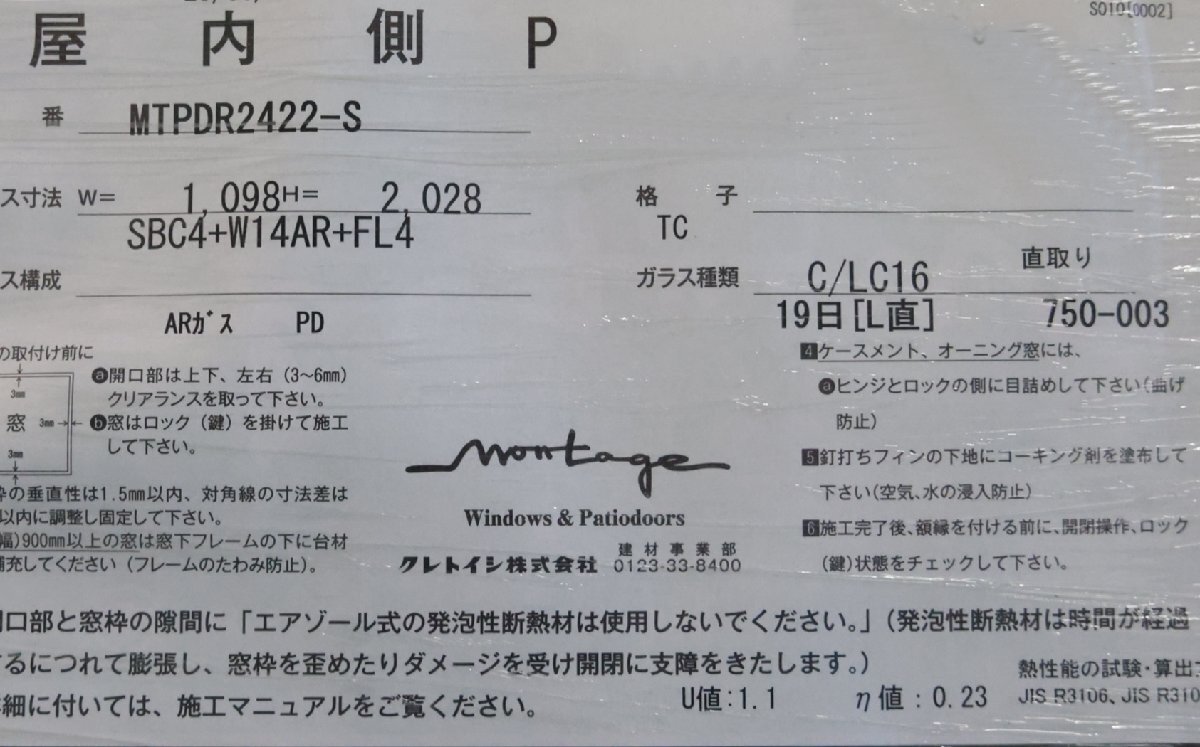 S010[0002]
屋内側 P
番 MTPDR2422-S
ス寸法 W= 1,098 H= 2,028
格子
SBC4+W14AR+FL4
TC
直取り
ス構成
ガラス種類 C/LC16
19日[L直] 750-003
ARガス PD
の取付け前に
ⓐ開口部は上下、左右(3~6mm)
クリアランスを取って下さい。
ⓑ窓はロック(鍵)を掛けて施工
して下さい。
3mm
窓 3mm
3mm
枠の垂直性は1.5mm以内、対角線の寸法差は
以内に調整し固定して下さい。
幅)900mm以上の窓は窓下フレームの下に台材
補充してください(フレームのたわみ防止)。
montage
Windows & Patiodoors
クレトイシ株式会社 建材事業部 0123-33-8400
4ケースメント、オーニング窓には、
ⓐヒンジとロックの側に目詰めして下さい(曲げ
防止)
5釘打ちフィンの下地にコーキング剤を塗布して
下さい(空気、水の浸入防止)
6施工完了後、額縁を付ける前に、開閉操作、ロック
(鍵)状態をチェックして下さい。
開口部と窓枠の隙間に「エアゾール式の発泡性断熱材は使用しないでください。」(発泡性断熱材は時間が経過
するにつれて膨張し、窓枠を歪めたりダメージを受け開閉に支障をきたします。)
詳細に付いては、施工マニュアルをご覧ください。
U値:1.1 η値:0.23
熱性能の試験・算出
JIS R3106、JIS R310